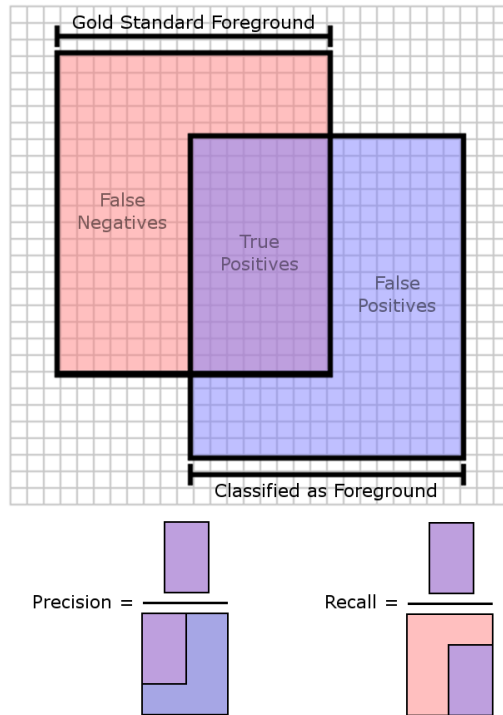 Gold Standard Foreground
False
Negatives
True
Positives
False
Positives
Classified as Foreground
Precision =
Recall =